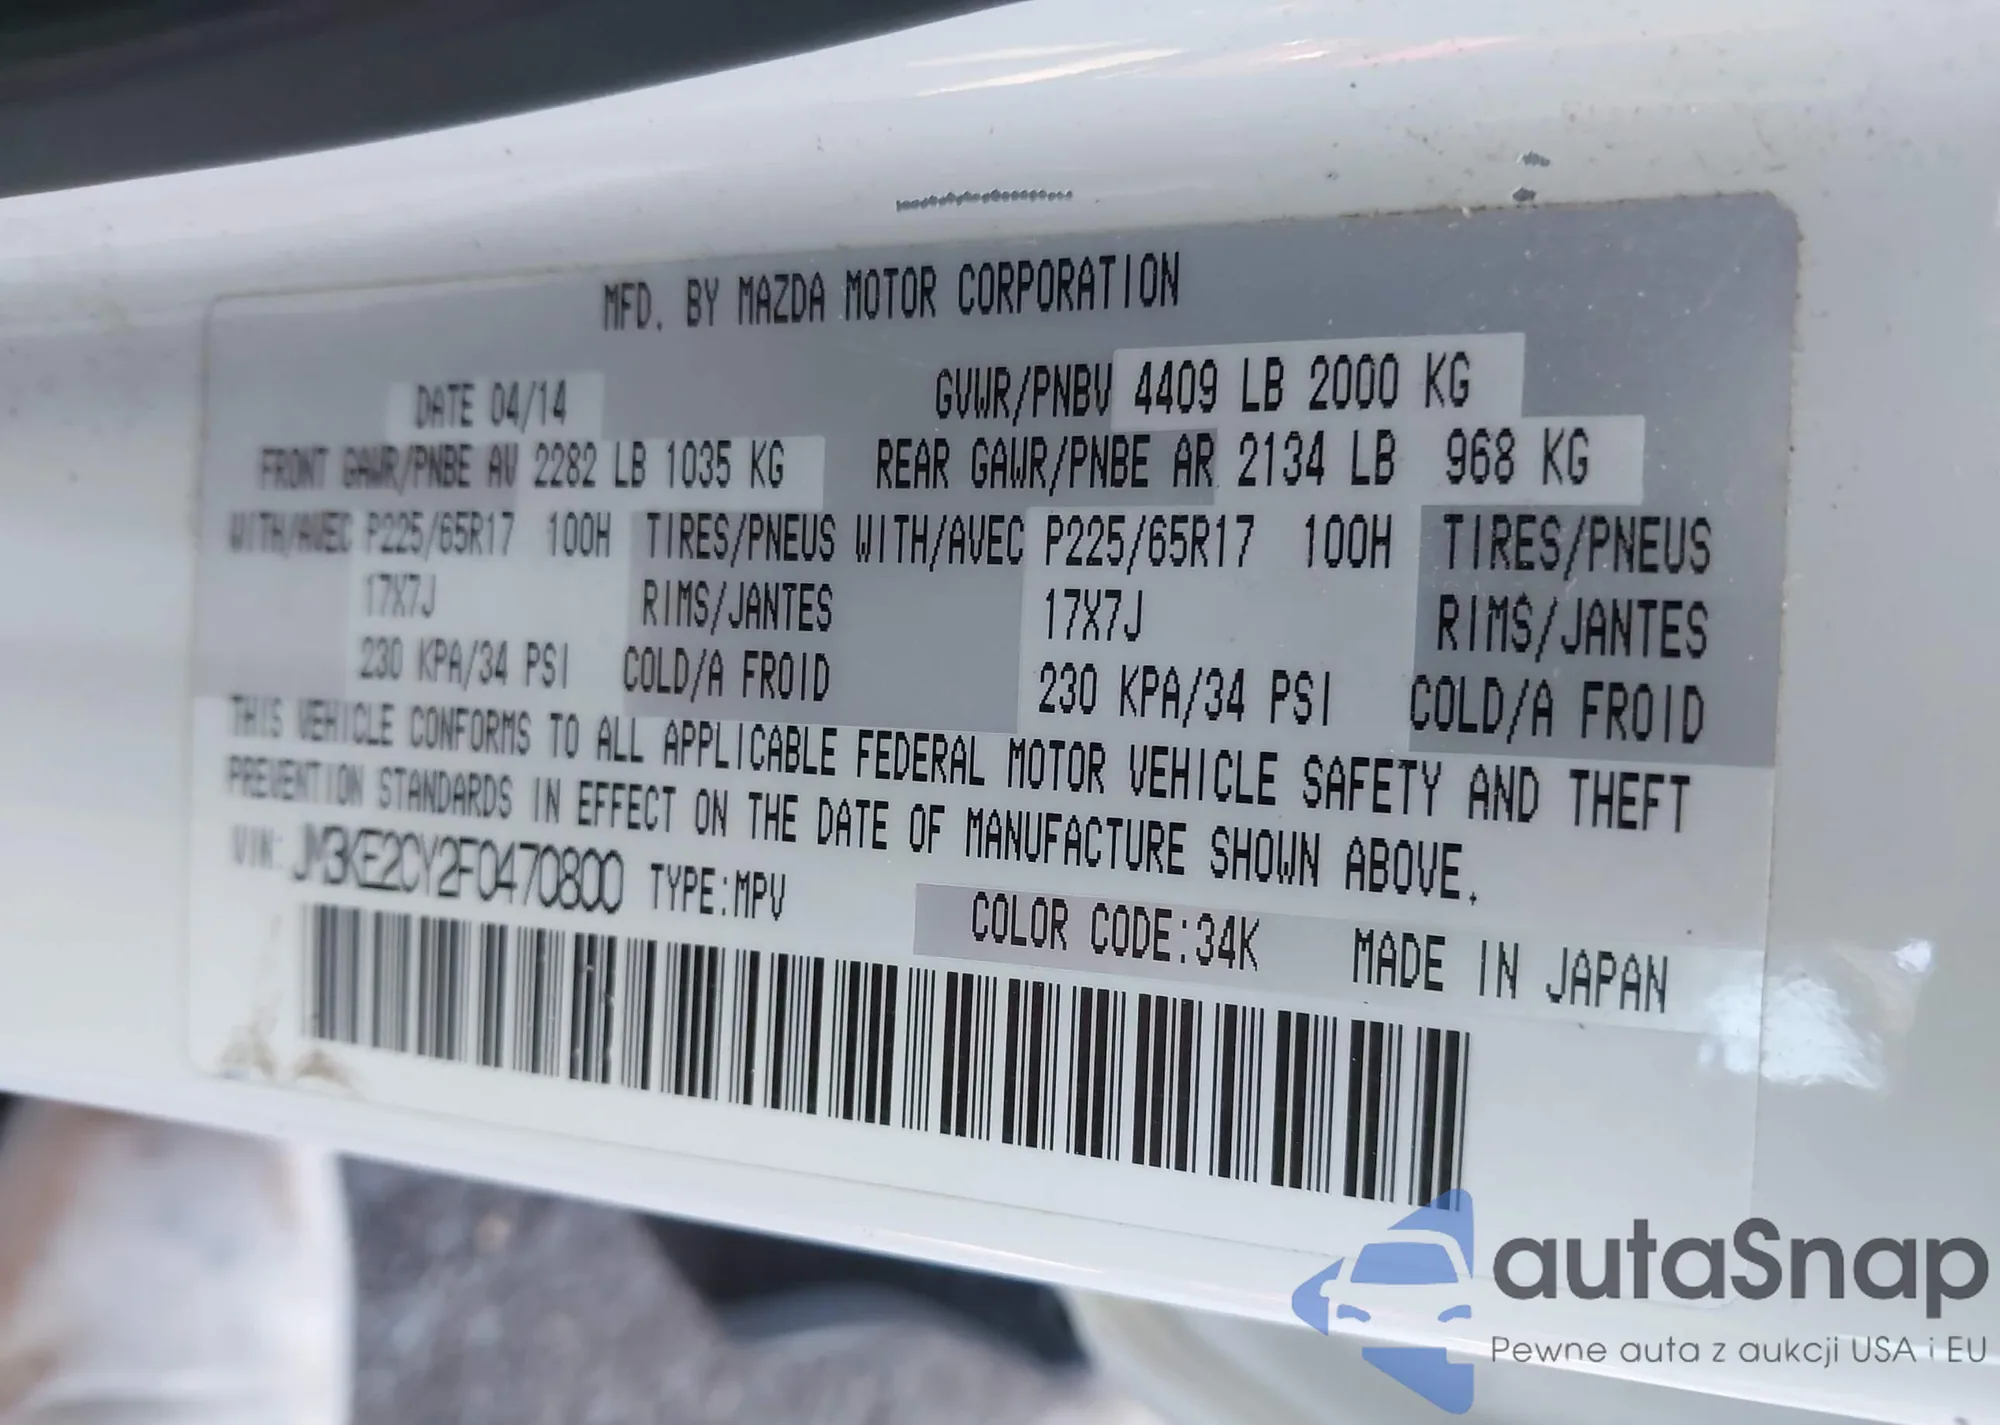 MFD. BY MAZDA MOTOR CORPORATION
DATE 04/14 GVWR/PNBV 4409 LB 2000 KG
FRONT GAWR/PNBE AV 2282 LB 1035 KG REAR GAWR/PNBE AR 2134 LB 968 KG
WITH/AVEC P225/65R17 100H TIRES/PNEUS WITH/AVEC P225/65R17 100H TIRES/PNEUS
17X7J RIMS/JANTES 17X7J RIMS/JANTES
230 KPA/34 PSI COLD/A FROID 230 KPA/34 PSI COLD/A FROID
THIS VEHICLE CONFORMS TO ALL APPLICABLE FEDERAL MOTOR VEHICLE SAFETY AND THEFT
PREVENTION STANDARDS IN EFFECT ON THE DATE OF MANUFACTURE SHOWN ABOVE.
VIN: JM3KE2CY2F0470800 TYPE:MPV
COLOR CODE:34K MADE IN JAPAN
autaSnap
Pewne auta z aukcji USA i EU